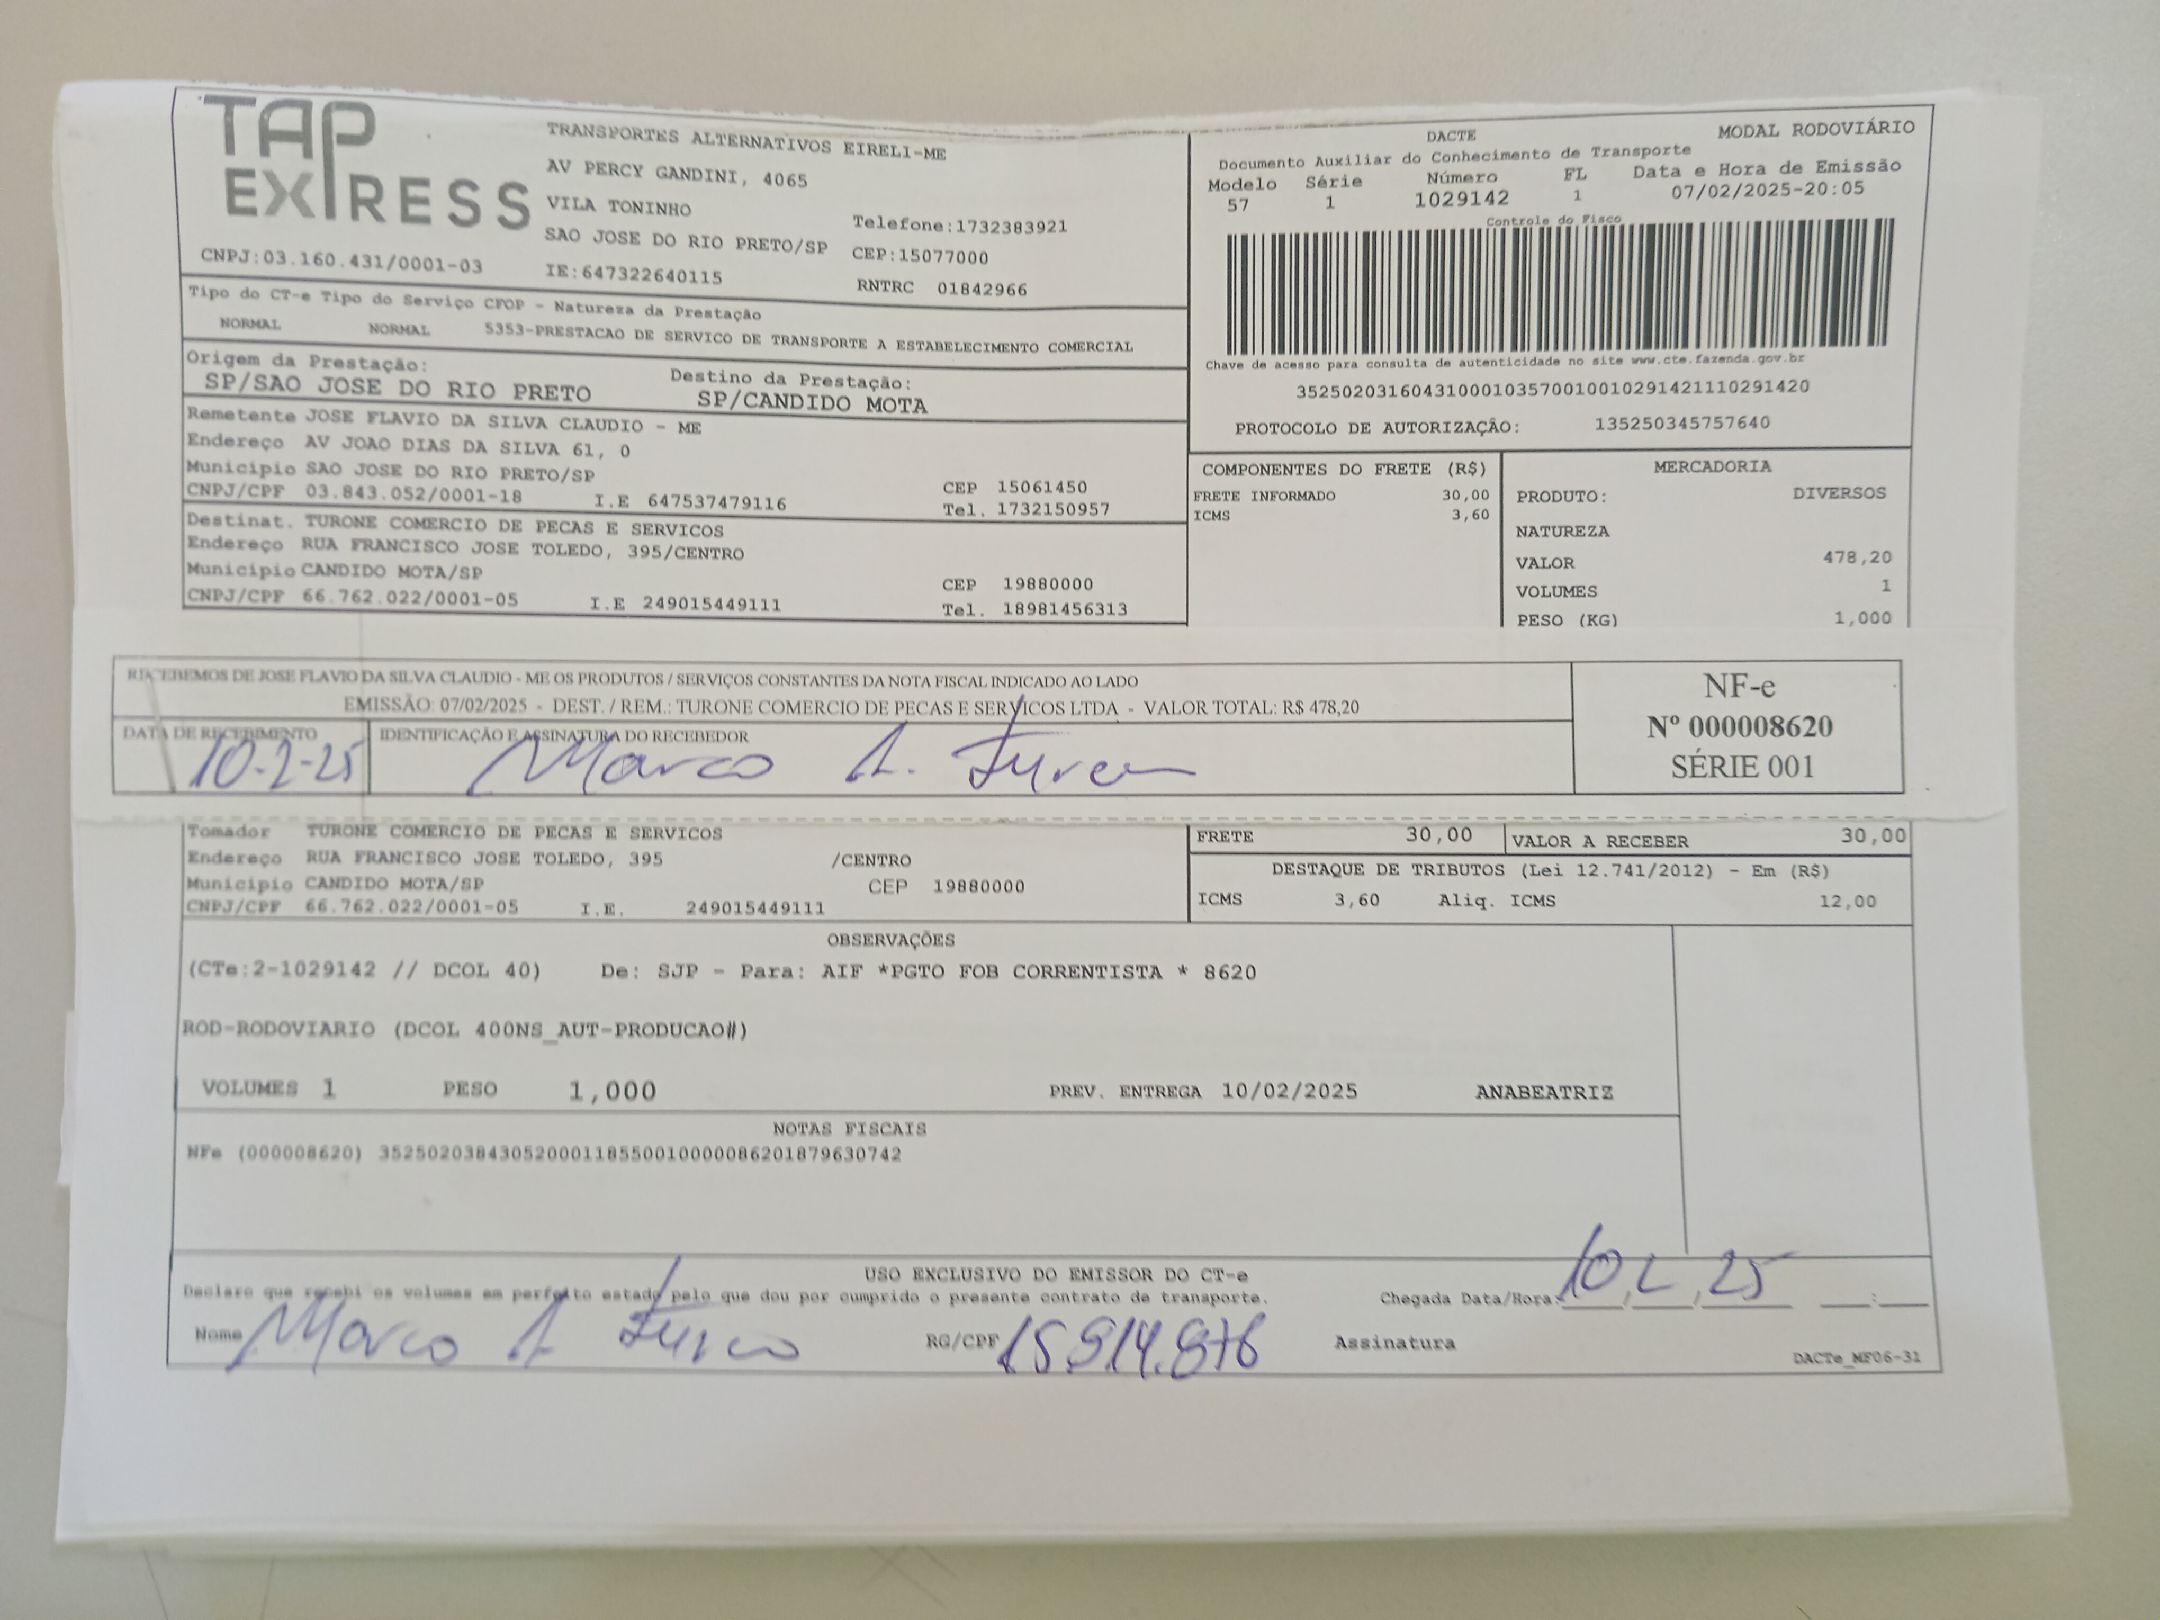 TAP EXPRESS
TRANSPORTES ALTERNATIVOS EIRELI-ME
AV PERCY GANDINI, 4065
VILA TONINHO
Telefone:1732383921
SAO JOSE DO RIO PRETO/SP CEP:15077000
CNPJ:03.160.431/0001-03 IE:647322640115 RNTRC 01842966
Tipo do CT-e Tipo do Serviço CFOP - Natureza da Prestação
NORMAL NORMAL 5353-PRESTACAO DE SERVICO DE TRANSPORTE A ESTABELECIMENTO COMERCIAL
Origem da Prestação: Destino da Prestação:
SP/SAO JOSE DO RIO PRETO SP/CANDIDO MOTA
Remetente JOSE FLAVIO DA SILVA CLAUDIO - ME
Endereço AV JOAO DIAS DA SILVA 61, 0
Municipio SAO JOSE DO RIO PRETO/SP CEP 15061450
CNPJ/CPF 03.843.052/0001-18 I.E 647537479116 Tel. 1732150957
Destinat. TURONE COMERCIO DE PECAS E SERVICOS
Endereço RUA FRANCISCO JOSE TOLEDO, 395/CENTRO
Municipio CANDIDO MOTA/SP CEP 19880000
CNPJ/CPF 66.762.022/0001-05 I.E 249015449111 Tel. 18981456313
DACTE MODAL RODOVIÁRIO
Documento Auxiliar do Conhecimento de Transporte
Modelo Série Número FL Data e Hora de Emissão
57 1 1029142 1 07/02/2025-20:05
Controle do Fisco
Chave de acesso para consulta de autenticidade no site www.cte.fazenda.gov.br
35250203160431000103570010010291421110291420
PROTOCOLO DE AUTORIZAÇÃO: 135250345757640
COMPONENTES DO FRETE (R$)
FRETE INFORMADO 30,00
ICMS 3,60
MERCADORIA
PRODUTO: DIVERSOS
NATUREZA
VALOR 478,20
VOLUMES 1
PESO (KG) 1,000
RECEBEMOS DE JOSE FLAVIO DA SILVA CLAUDIO - ME OS PRODUTOS / SERVIÇOS CONSTANTES DA NOTA FISCAL INDICADO AO LADO
EMISSÃO: 07/02/2025 - DEST. / REM.: TURONE COMERCIO DE PECAS E SERVICOS LTDA - VALOR TOTAL: R$ 478,20
DATA DE RECEBIMENTO IDENTIFICAÇÃO E ASSINATURA DO RECEBEDOR
10-2-25 Marco A.
NF-e
Nº 000008620
SÉRIE 001
Tomador TURONE COMERCIO DE PECAS E SERVICOS
Endereço RUA FRANCISCO JOSE TOLEDO, 395 /CENTRO
Municipio CANDIDO MOTA/SP CEP 19880000
CNPJ/CPF 66.762.022/0001-05 I.E. 249015449111
FRETE 30,00 VALOR A RECEBER 30,00
DESTAQUE DE TRIBUTOS (Lei 12.741/2012) - Em (R$)
ICMS 3,60 Aliq. ICMS 12,00
OBSERVAÇÕES
(CTe:2-1029142 // DCOL 40) De: SJP - Para: AIF *PGTO FOB CORRENTISTA * 8620
ROD-RODOVIARIO (DCOL 400NS_AUT-PRODUCAO#)
VOLUMES 1 PESO 1,000 PREV. ENTREGA 10/02/2025 ANABEATRIZ
NOTAS FISCAIS
NFe (000008620) 35250203843052000118550010000086201879630742
USO EXCLUSIVO DO EMISSOR DO CT-e
Declaro que recebi os volumes em perfeito estado pelo que dou por cumprido o presente contrato de transporte. Chegada Data/Hora: 10 2 25
Nome Marco A RG/CPF Assinatura
DACTe_MF06-31